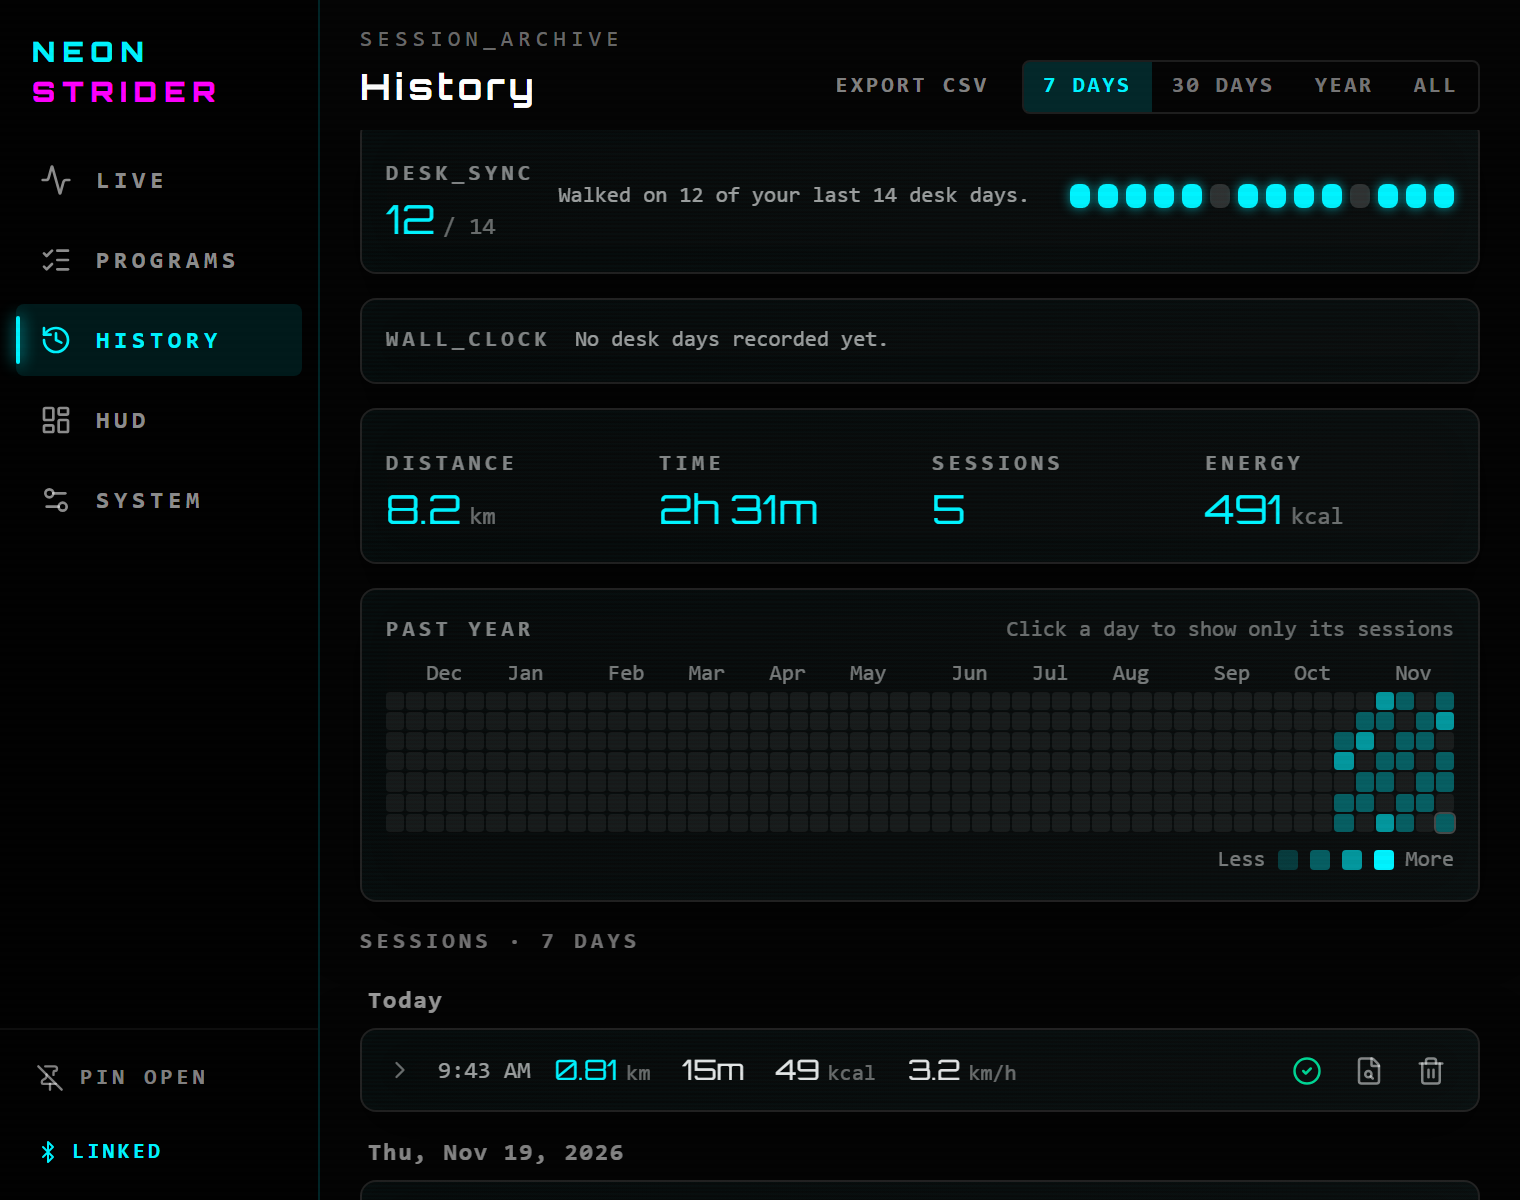 NEON
STRIDER
LIVE
PROGRAMS
HISTORY
HUD
SYSTEM
PIN OPEN
LINKED
SESSION_ARCHIVE
History
EXPORT CSV
7 DAYS
30 DAYS
YEAR
ALL
DESK_SYNC
12 / 14
Walked on 12 of your last 14 desk days.
WALL_CLOCK No desk days recorded yet.
DISTANCE
8.2 km
TIME
2h 31m
SESSIONS
5
ENERGY
491 kcal
PAST YEAR
Click a day to show only its sessions
Dec Jan Feb Mar Apr May Jun Jul Aug Sep Oct Nov
Less More
SESSIONS · 7 DAYS
Today
9:43 AM 0.81 km 15m 49 kcal 3.2 km/h
Thu, Nov 19, 2026